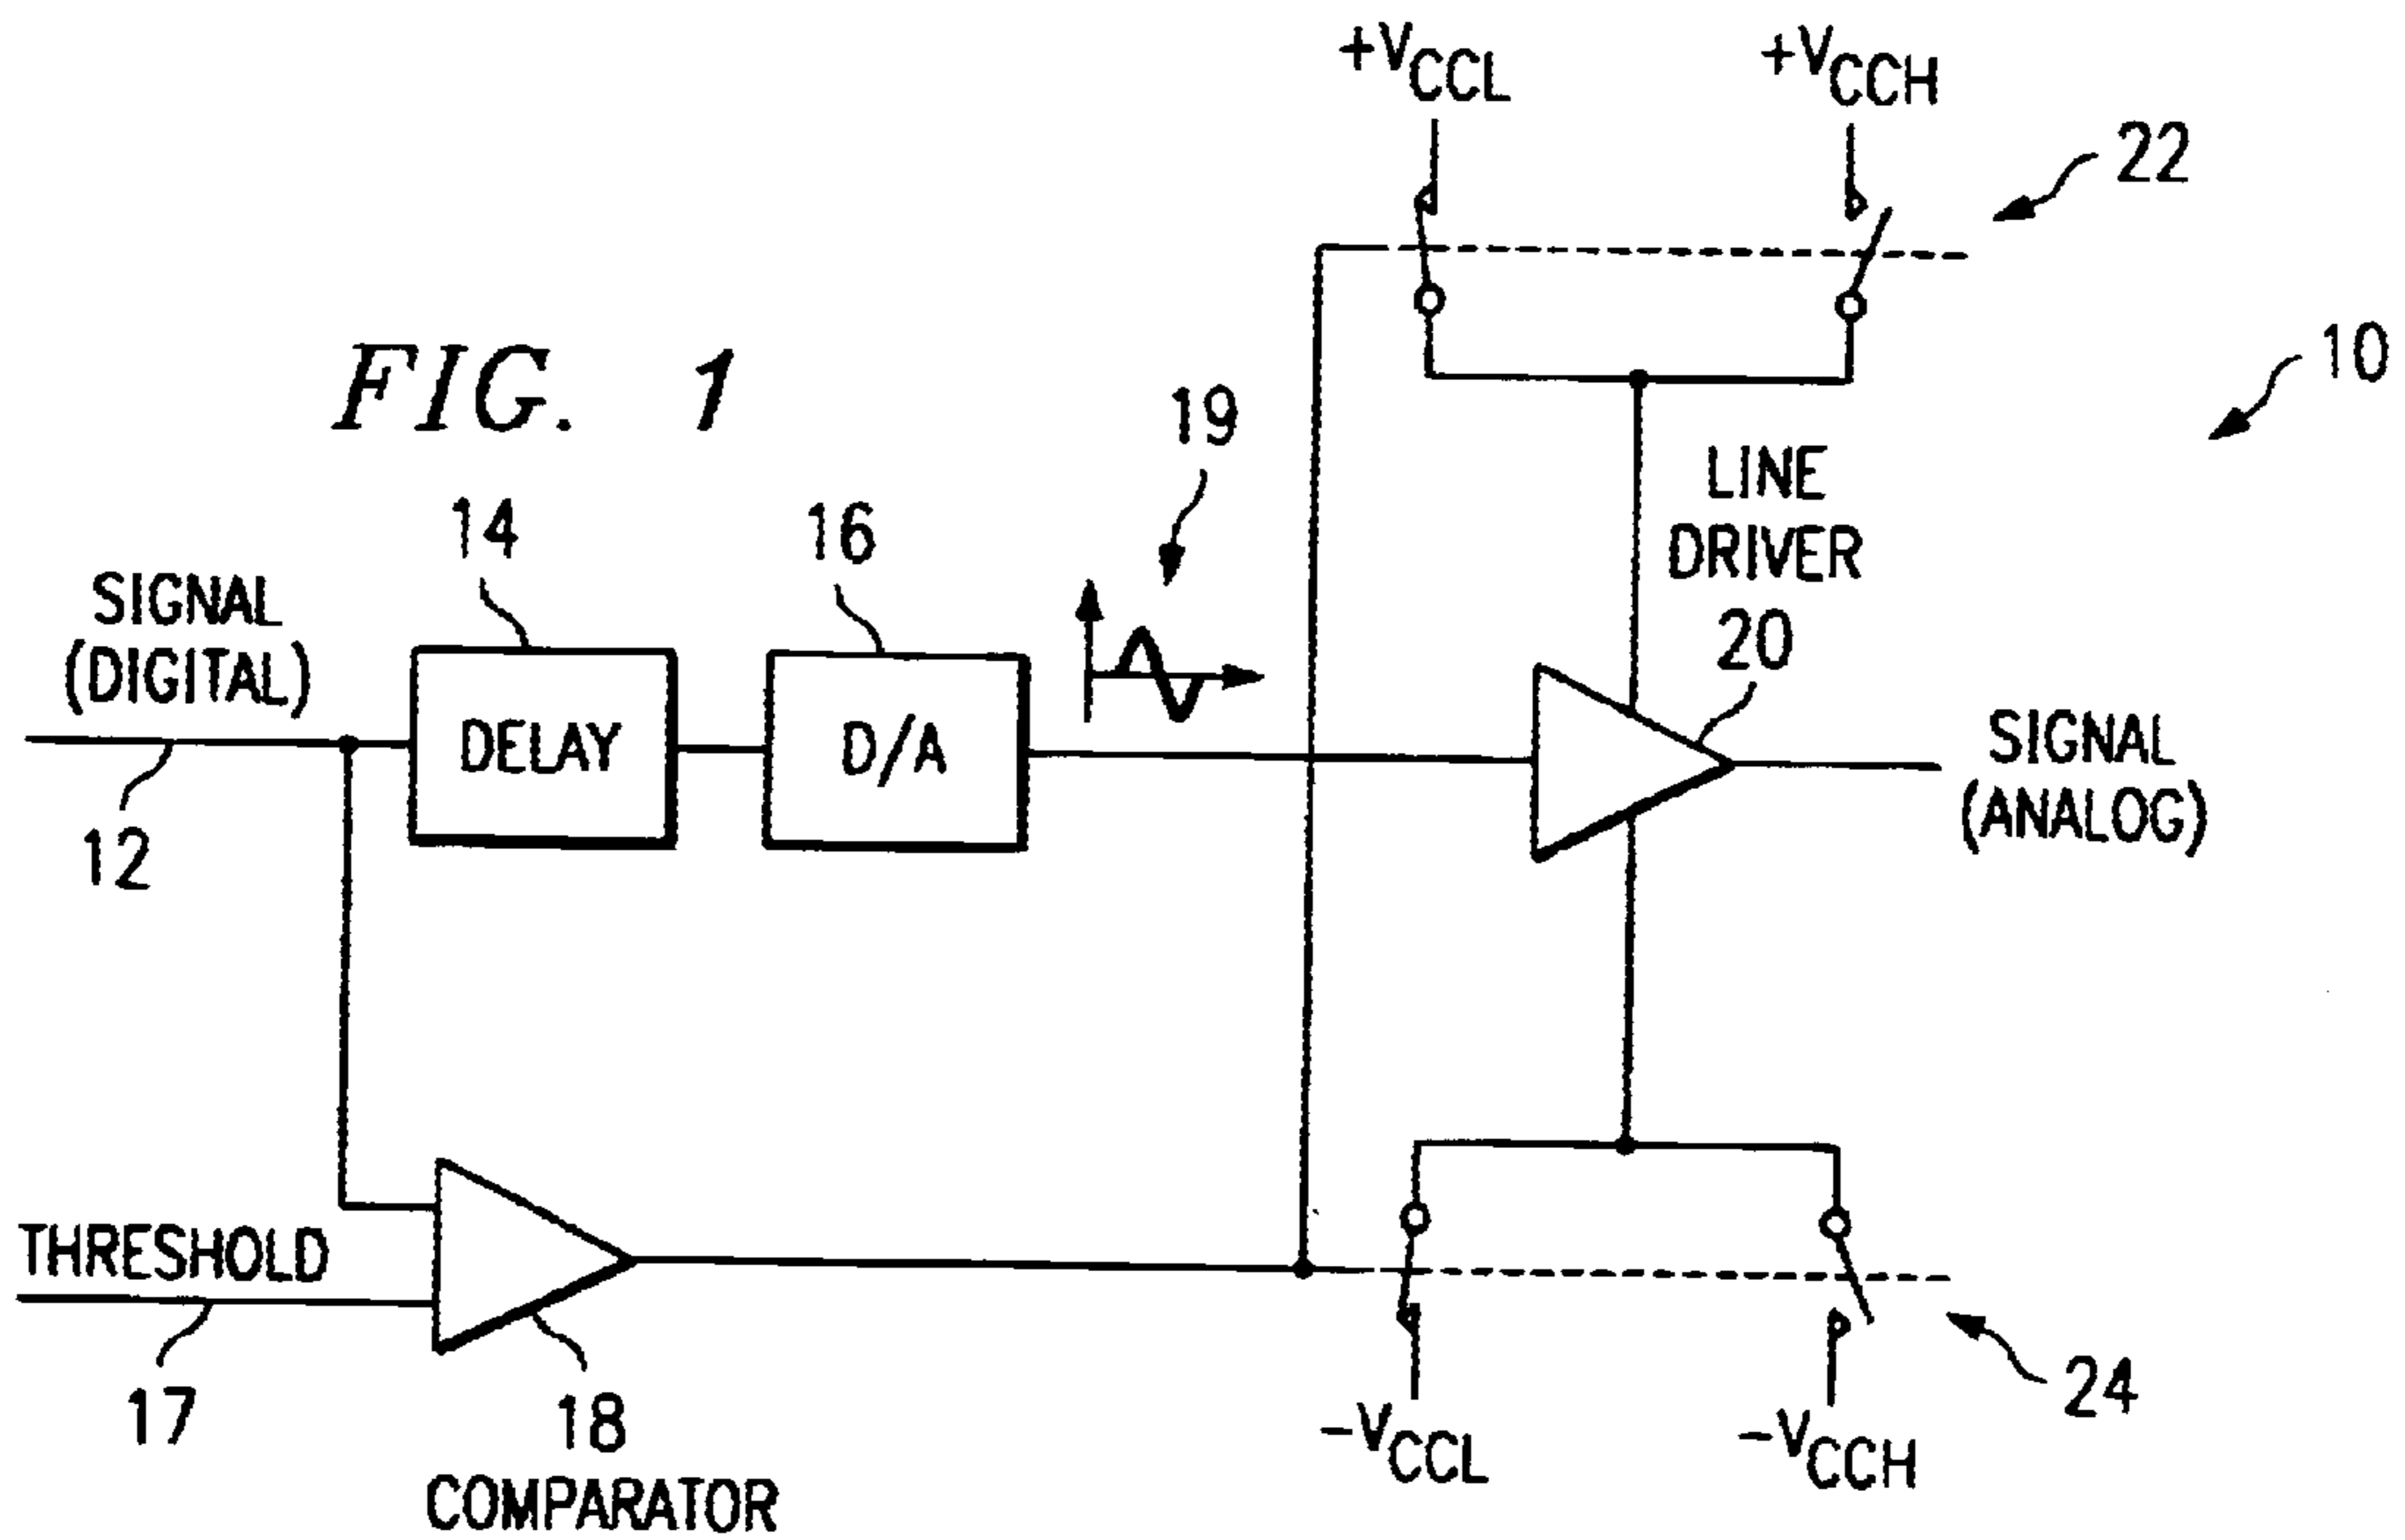 +VCCL
+VCCH
22
10
FIG. 1
19
LINE
DRIVER
20
14
16
SIGNAL
(DIGITAL)
DELAY
D/A
SIGNAL
(ANALOG)
12
THRESHOLD
17
18
COMPARATOR
24
-VCCL
-VCCH